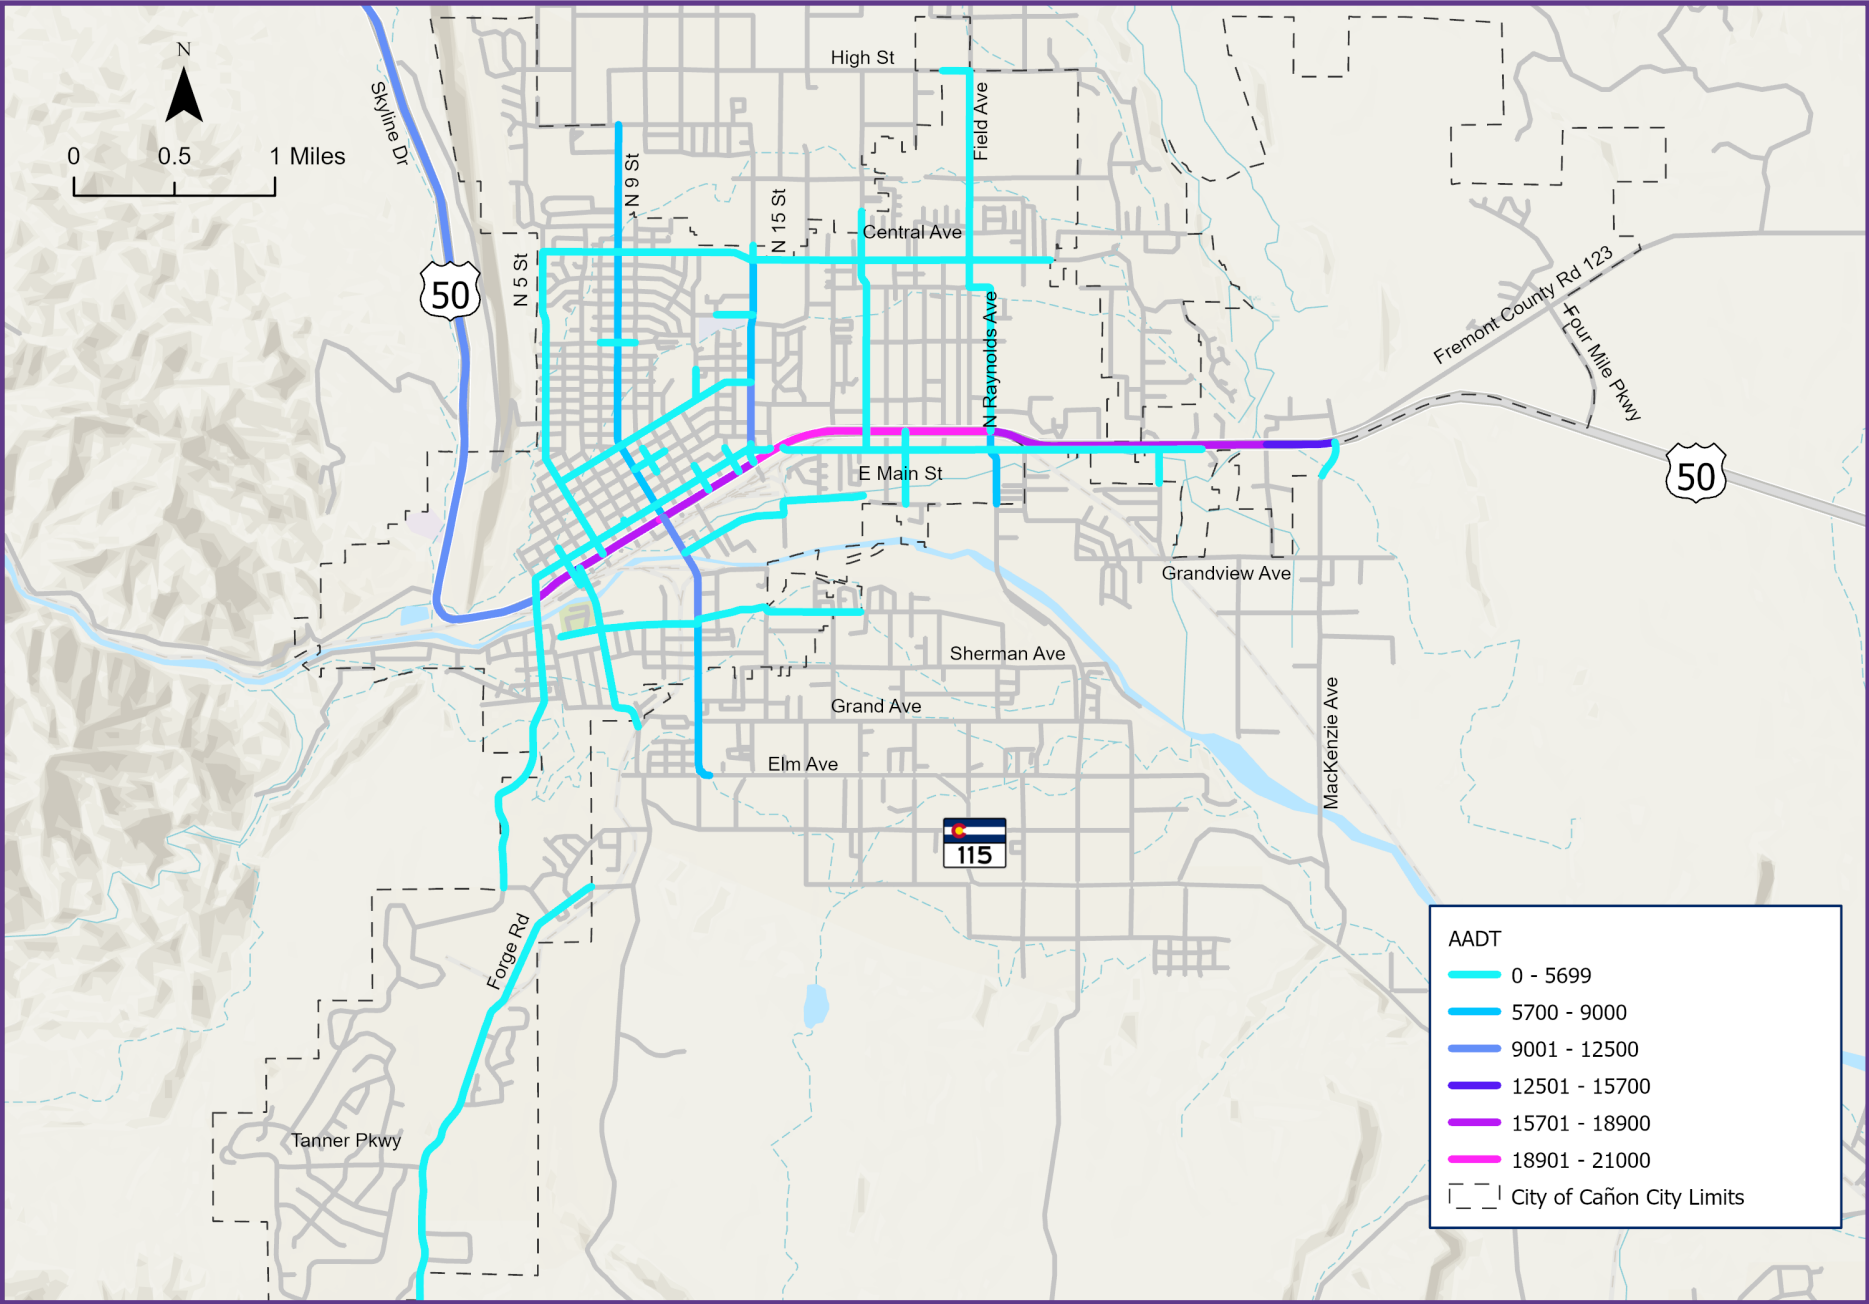 N
0 0.5 1 Miles
High St
Skyline Dr
Field Ave
N 9 St
N 15 St
Central Ave
N 5 St
50
Fremont County Rd 123
Four Mile Pkwy
N Raynolds Ave
E Main St
50
Grandview Ave
Sherman Ave
Grand Ave
MacKenzie Ave
Elm Ave
115
Forge Rd
Tanner Pkwy
AADT
0 - 5699
5700 - 9000
9001 - 12500
12501 - 15700
15701 - 18900
18901 - 21000
City of Cañon City Limits